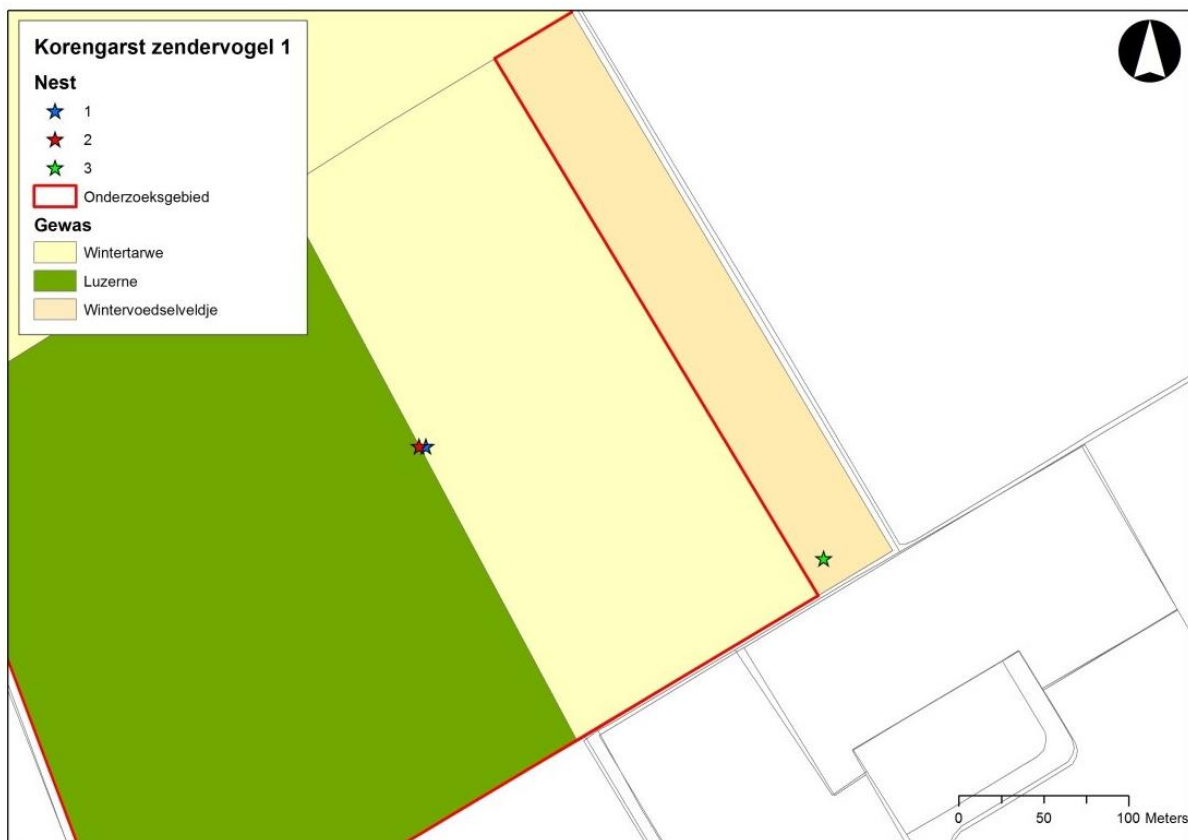 Korengarst zendervogel 1
Nest
1
2
3
Onderzoeksgebied
Gewas
Wintertarwe
Luzerne
Wintervoedselveldje
0 50 100 Meters